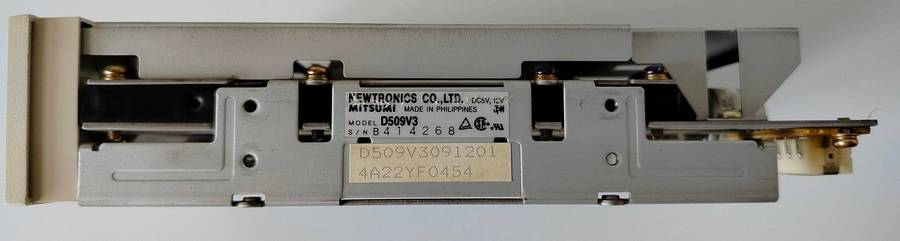 NEWTRONICS CO.,LTD. DC5V, 12V
MITSUMI MADE IN PHILIPPINES
MODEL D509V3
S/N B414268
D509V3091201
4A22YF0454